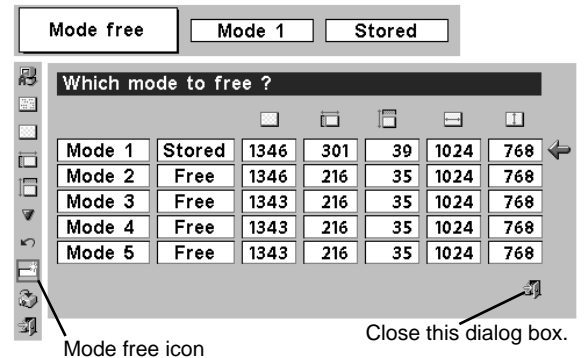 Mode free Mode 1 Stored
Which mode to free ?
Mode 1 Stored 1346 301 39 1024 768
Mode 2 Free 1346 216 35 1024 768
Mode 3 Free 1343 216 35 1024 768
Mode 4 Free 1343 216 35 1024 768
Mode 5 Free 1343 216 35 1024 768
Close this dialog box.
Mode free icon